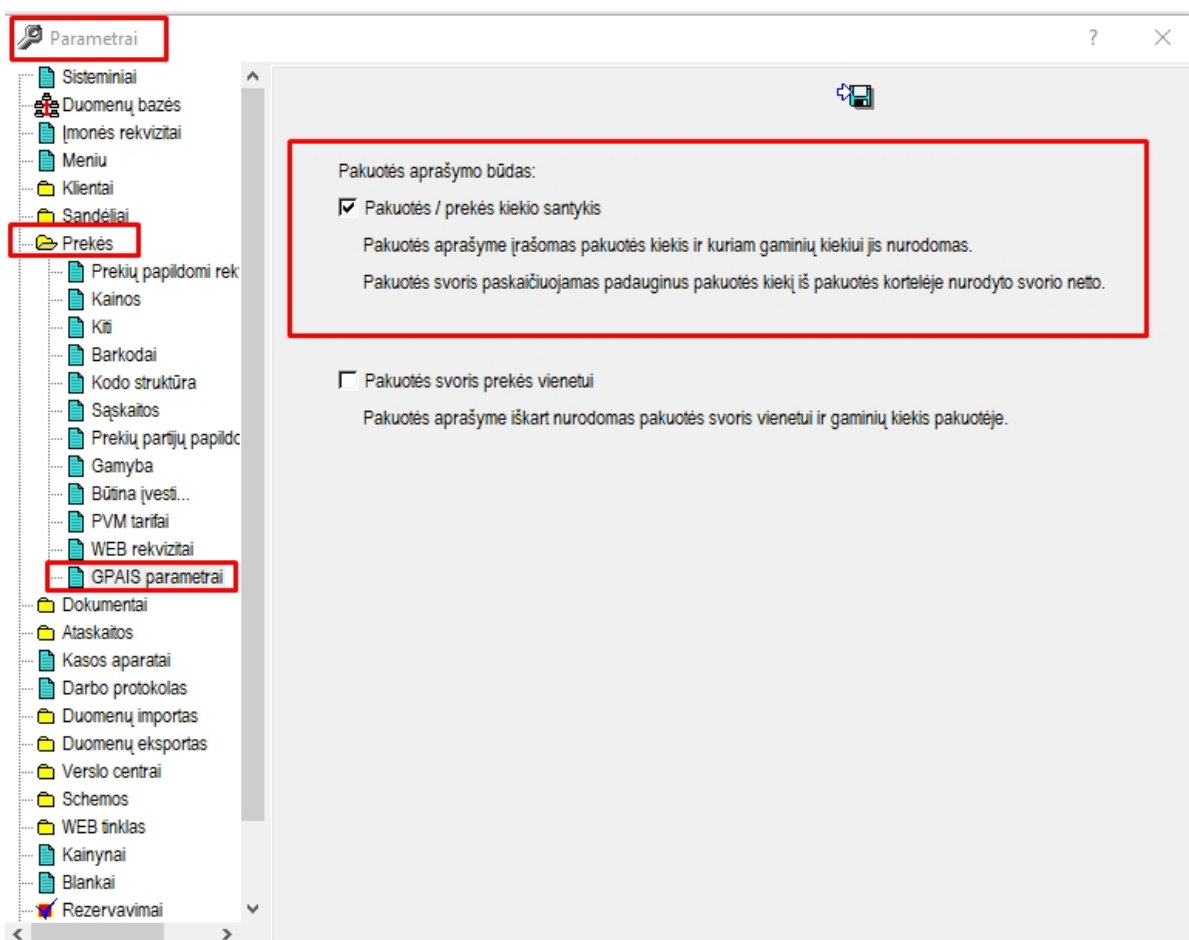 Parametrai
?
Sisteminiai
Duomenų bazės
Įmonės rekvizitai
Meniu
Klientai
Sandėliai
Prekės
Prekių papildomi rek
Kainos
Kiti
Barkodai
Kodo struktūra
Sąskaitos
Prekių partijų papildo
Gamyba
Būtina įvesti...
PVM tarifai
WEB rekvizitai
GPAIS parametrai
Dokumentai
Ataskaitos
Kasos aparatai
Darbo protokolas
Duomenų importas
Duomenų eksportas
Verslo centrai
Schemos
WEB tinklas
Kainynai
Blankai
Rezervavimai
Pakuotės aprašymo būdas:
Pakuotės / prekės kiekio santykis
Pakuotės aprašyme įrašomas pakuotės kiekis ir kuriam gaminių kiekiui jis nurodomas.
Pakuotės svoris paskaičiuojamas padauginus pakuotės kiekį iš pakuotės kortelėje nurodyto svorio netto.
Pakuotės svoris prekės vienetui
Pakuotės aprašyme iškart nurodomas pakuotės svoris vienetui ir gaminių kiekis pakuotėje.